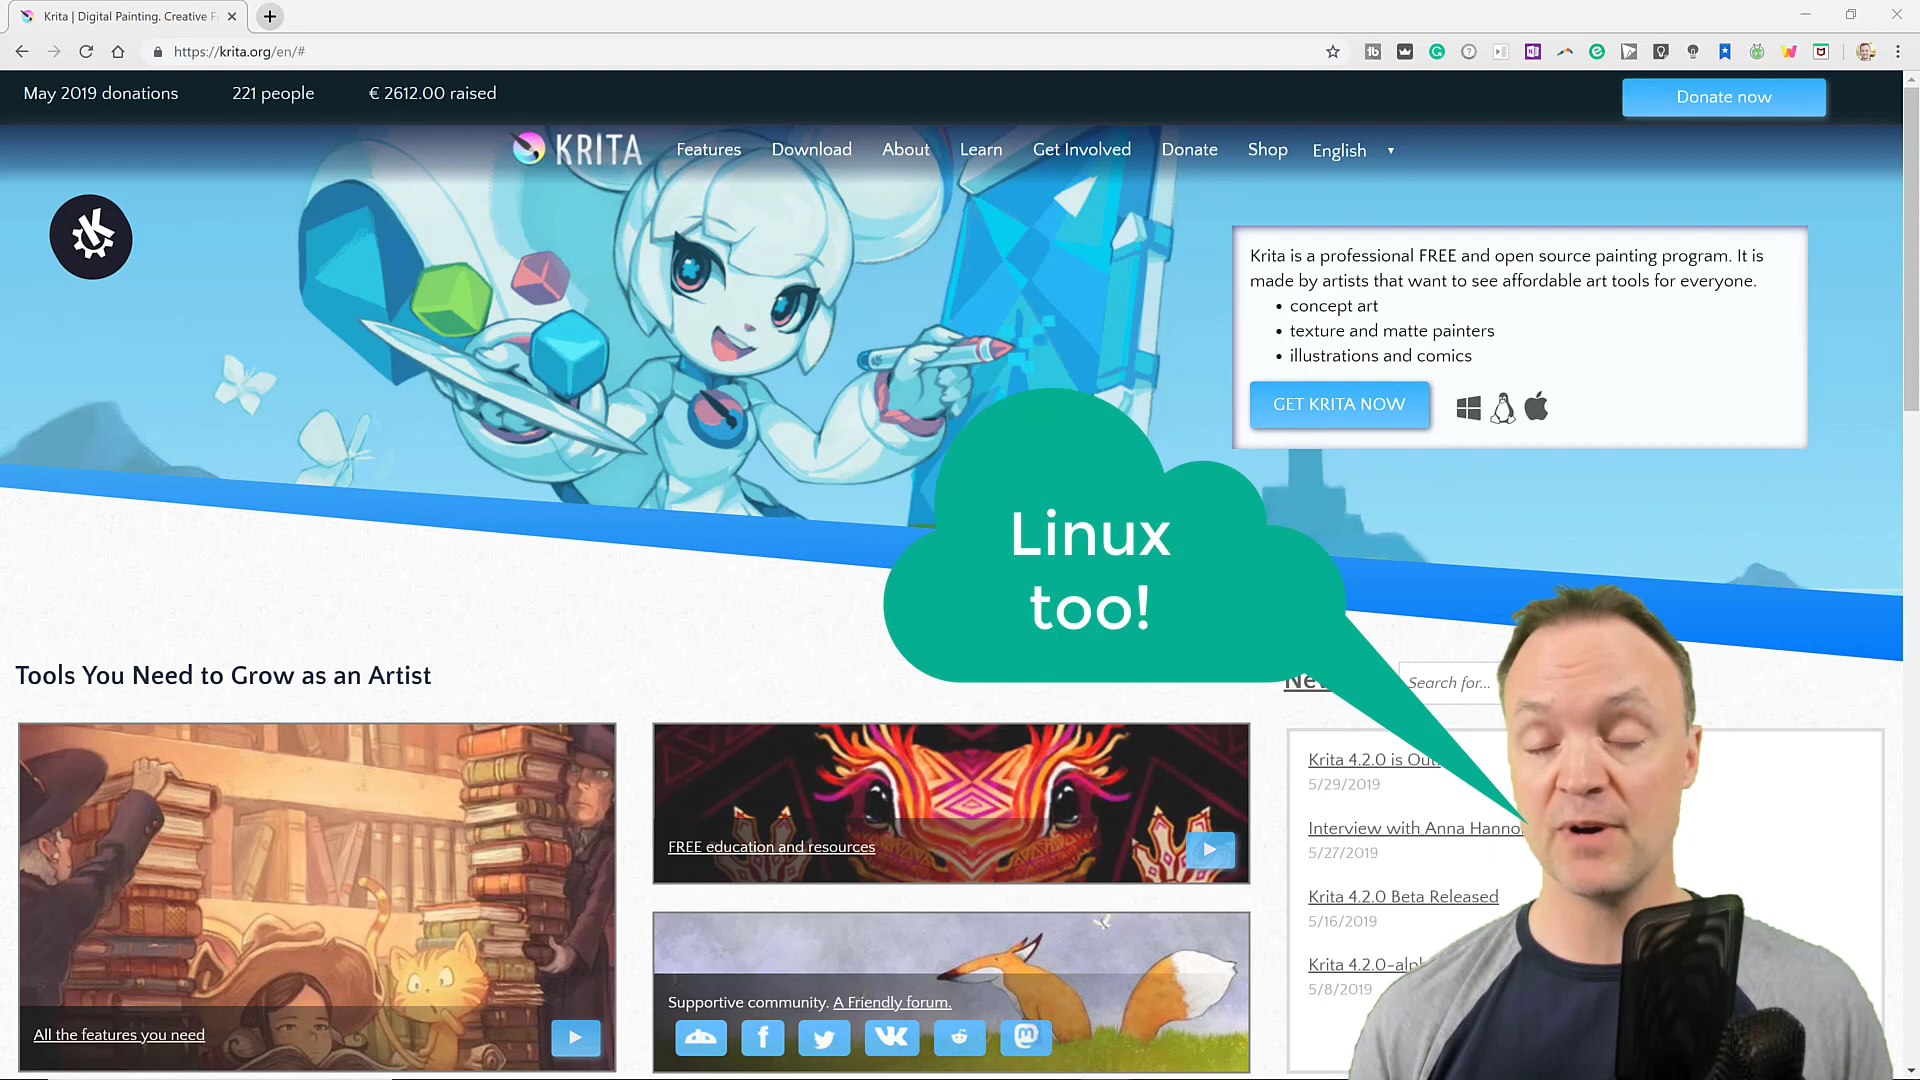 Krita | Digital Painting. Creative F
https://krita.org/en/#
May 2019 donations
221 people
€ 2612.00 raised
Donate now
KRITA
Features
Download
About
Learn
Get Involved
Donate
Shop
English
Krita is a professional FREE and open source painting program. It is
made by artists that want to see affordable art tools for everyone.
• concept art
• texture and matte painters
• illustrations and comics
GET KRITA NOW
Linux
too!
Tools You Need to Grow as an Artist
Search for...
All the features you need
FREE education and resources
Supportive community. A Friendly forum.
Krita 4.2.0 is Out
5/29/2019
Interview with Anna
5/27/2019
Krita 4.2.0 Beta Released
5/16/2019
Krita
5/8/2019